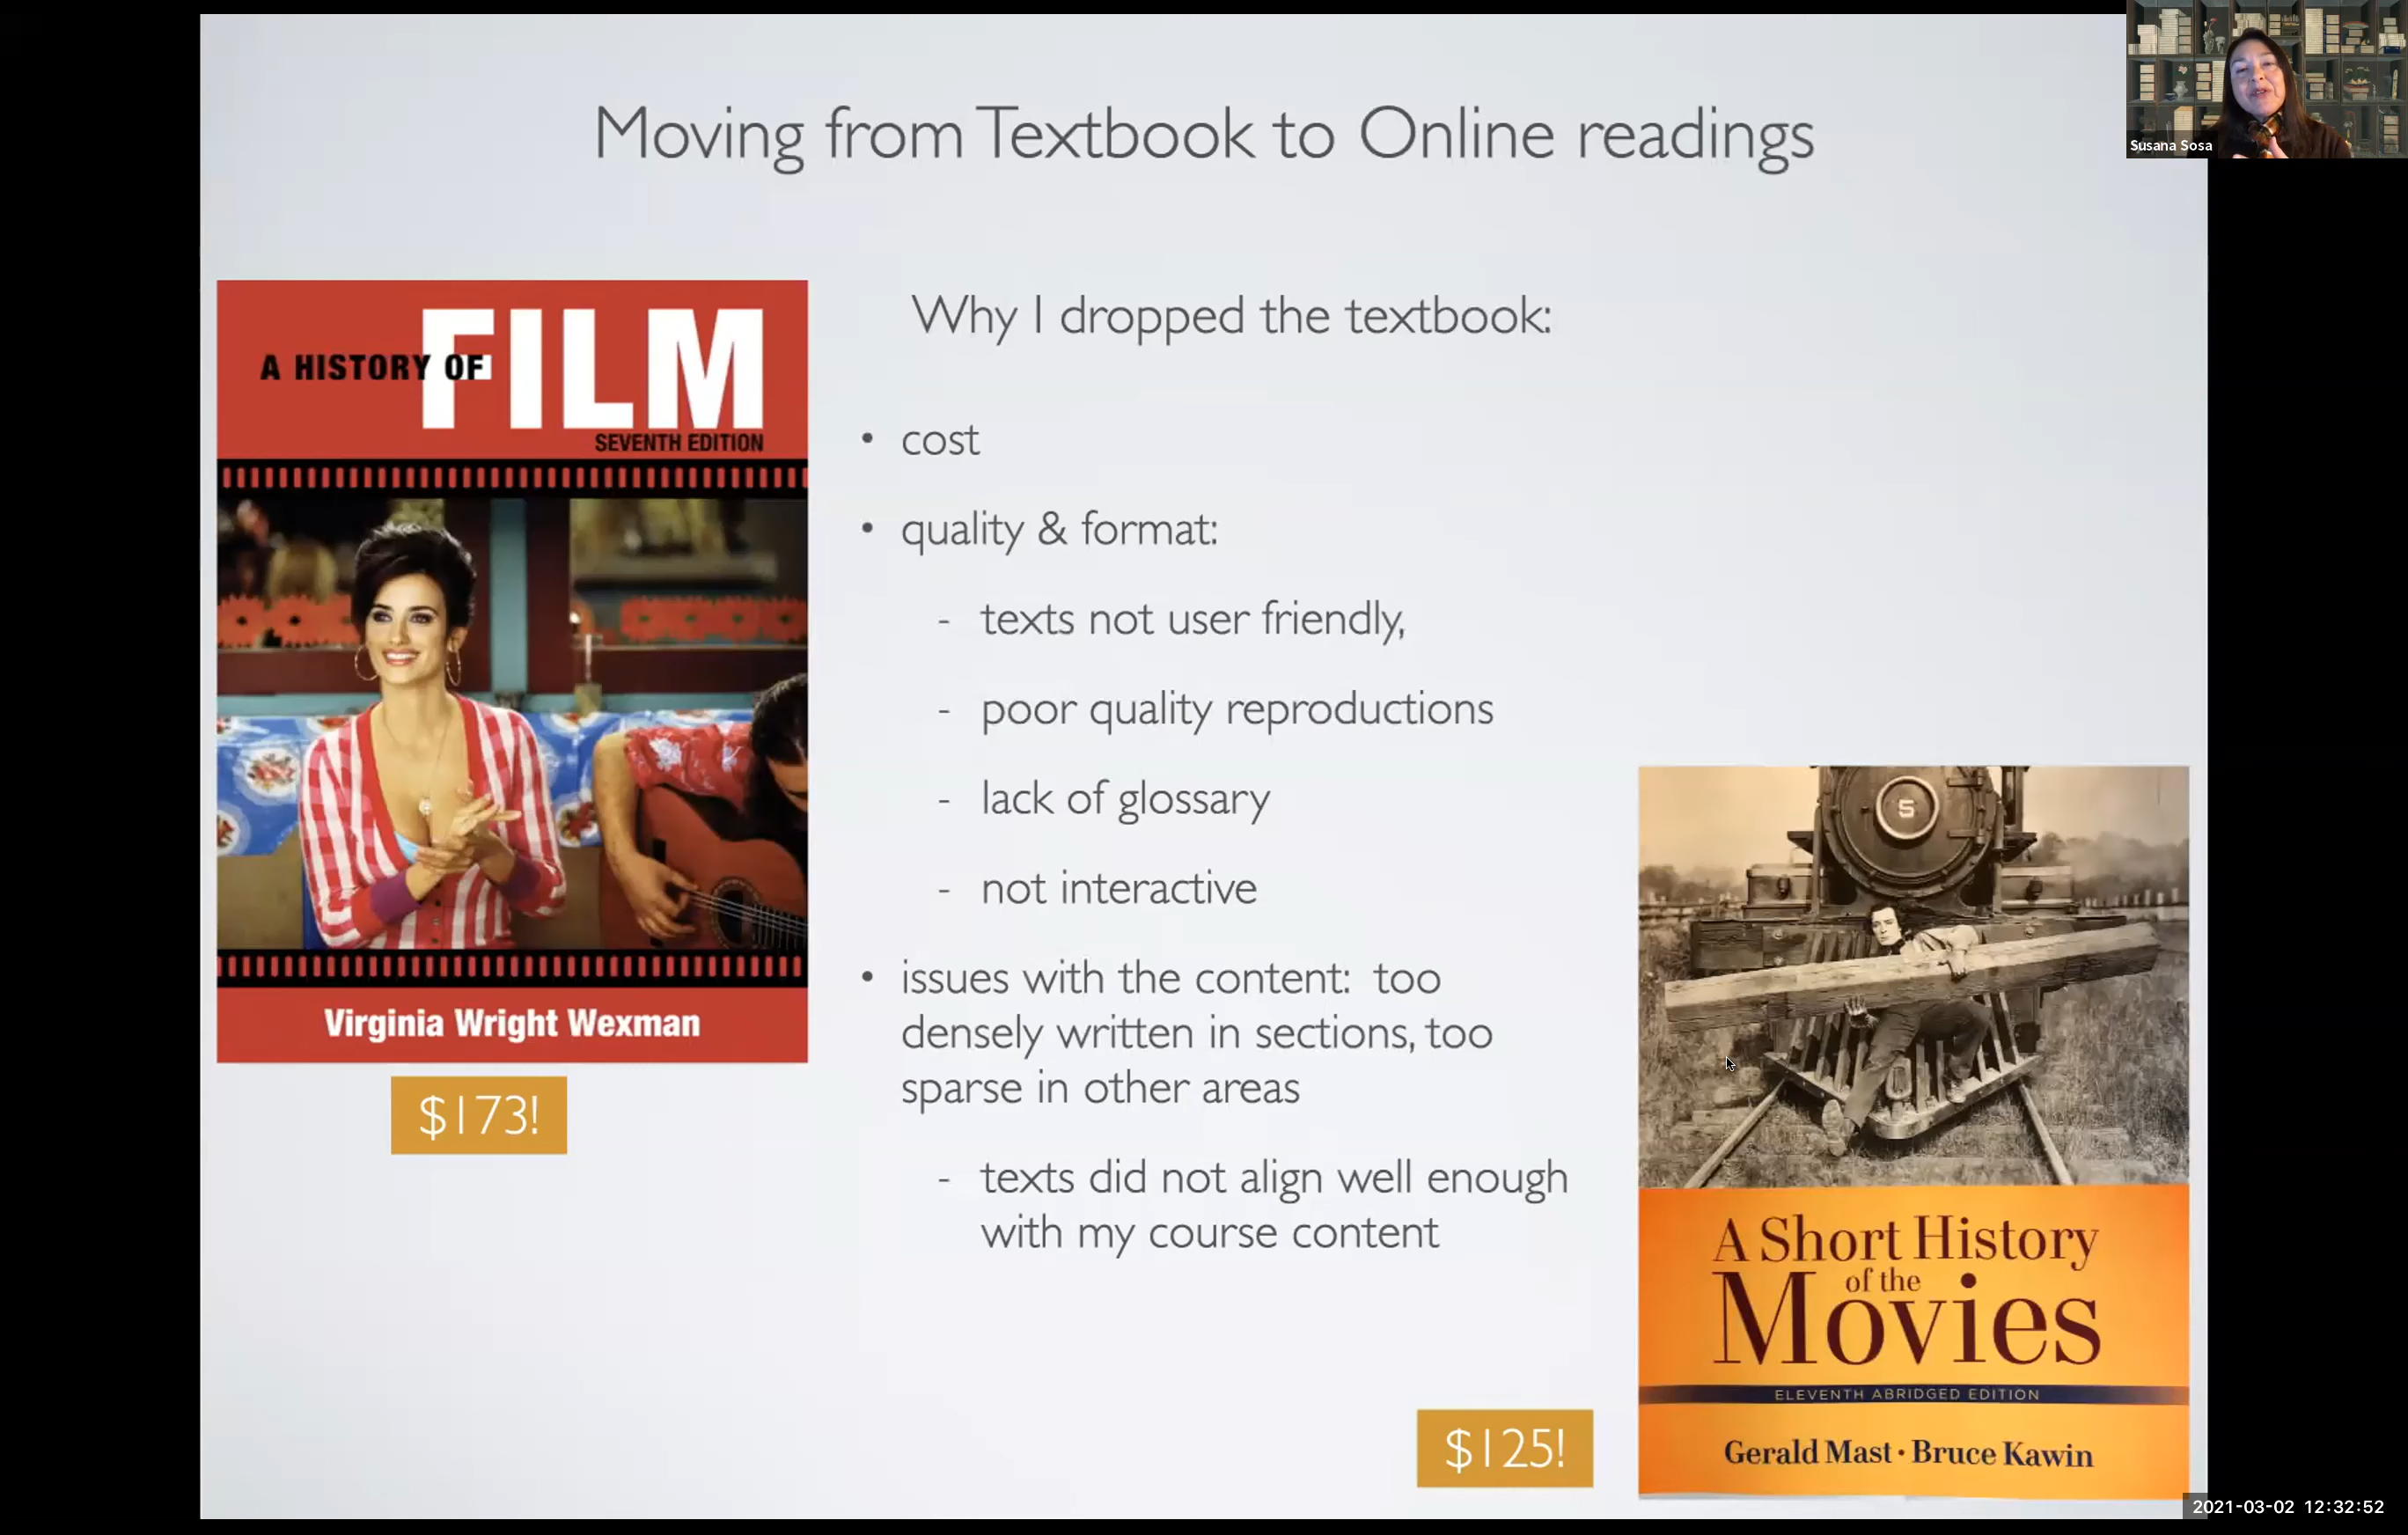 Moving from Textbook to Online readings
Susana Sosa
A HISTORY OF
FILM
SEVENTH EDITION
Virginia Wright Wexman
$173!
Why I dropped the textbook:
• cost
• quality & format:
- texts not user friendly,
- poor quality reproductions
- lack of glossary
- not interactive
• issues with the content: too
densely written in sections, too
sparse in other areas
- texts did not align well enough
with my course content
5
A Short History
of the
Movies
ELEVENTH ABRIDGED EDITION
Gerald Mast • Bruce Kawin
$125!
2021-03-02 12:32:52